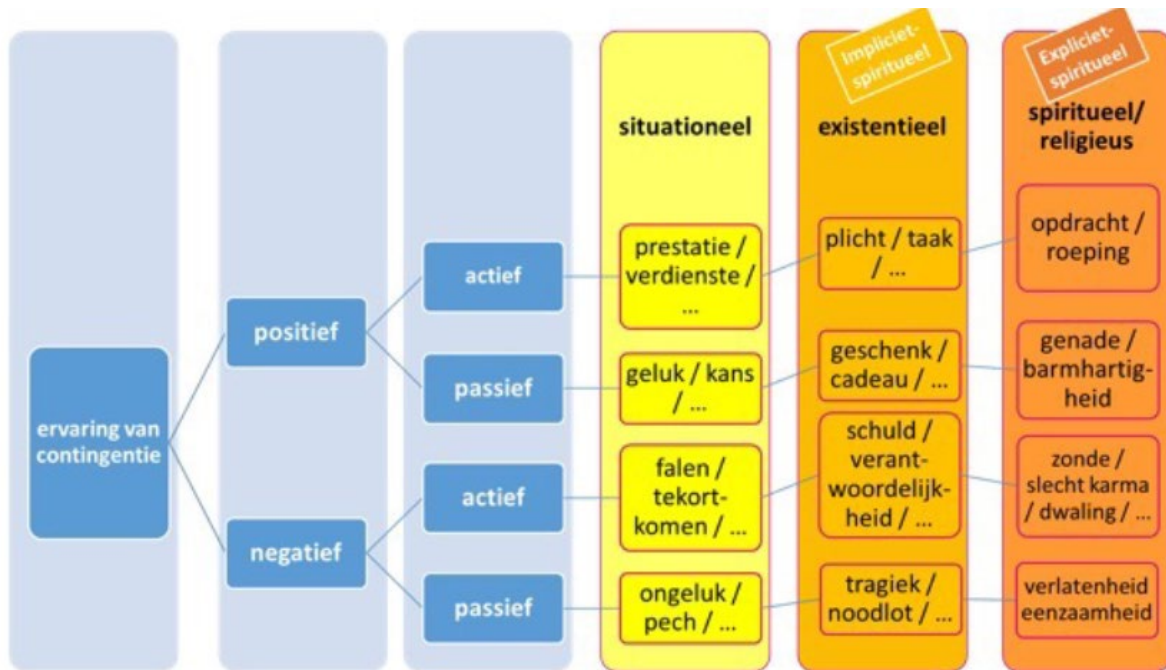 Impliciet-
spiritueel
Expliciet-
spiritueel
situationeel
existentieel
spiritueel/
religieus
ervaring van
contingentie
positief
negatief
actief
prestatie /
verdienste /
...
plicht / taak
/ ...
opdracht /
roeping
passief
geluk / kans
/ ...
geschenk /
cadeau / ...
genade /
barmhartig-
heid
actief
falen /
tekort-
komen / ...
schuld /
verant-
woordelijk-
heid / ...
zonde /
slecht karma
/ dwaling / ...
passief
ongeluk /
pech / ...
tragiek /
noodlot / ...
verlatenheid
eenzaamheid